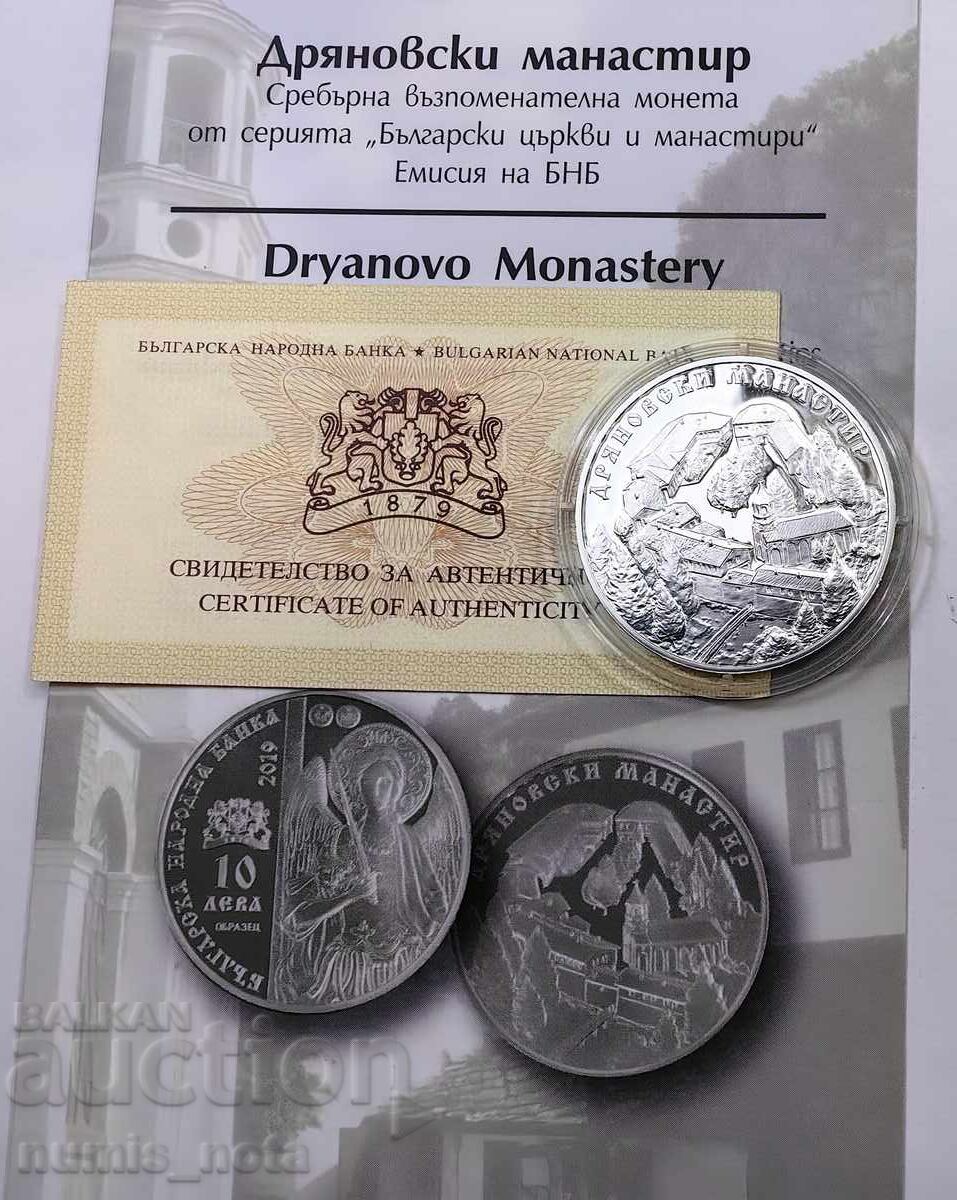 Дряновски манастир
Сребърна възпоменателна монета
от серията „Български църкви и манастири“
Емисия на БНБ
Dryanovo Monastery
БЪЛГАРСКА НАРОДНА БАНКА ★ BULGARIAN NATIONAL
1879
СВИДЕТЕЛСТВО ЗА АВТЕНТИЧН
CERTIFICATE OF AUTHENTICITY
ДРЯНОВСКИ МАНАСТИР
БЪЛГАРСКА НАРОДНА БАНКА
2019
10
ЛЕВА
ОБРАЗЕЦ
ДРЯНОВСКИ МАНАСТИР
BALKAN
auction
numis_nota